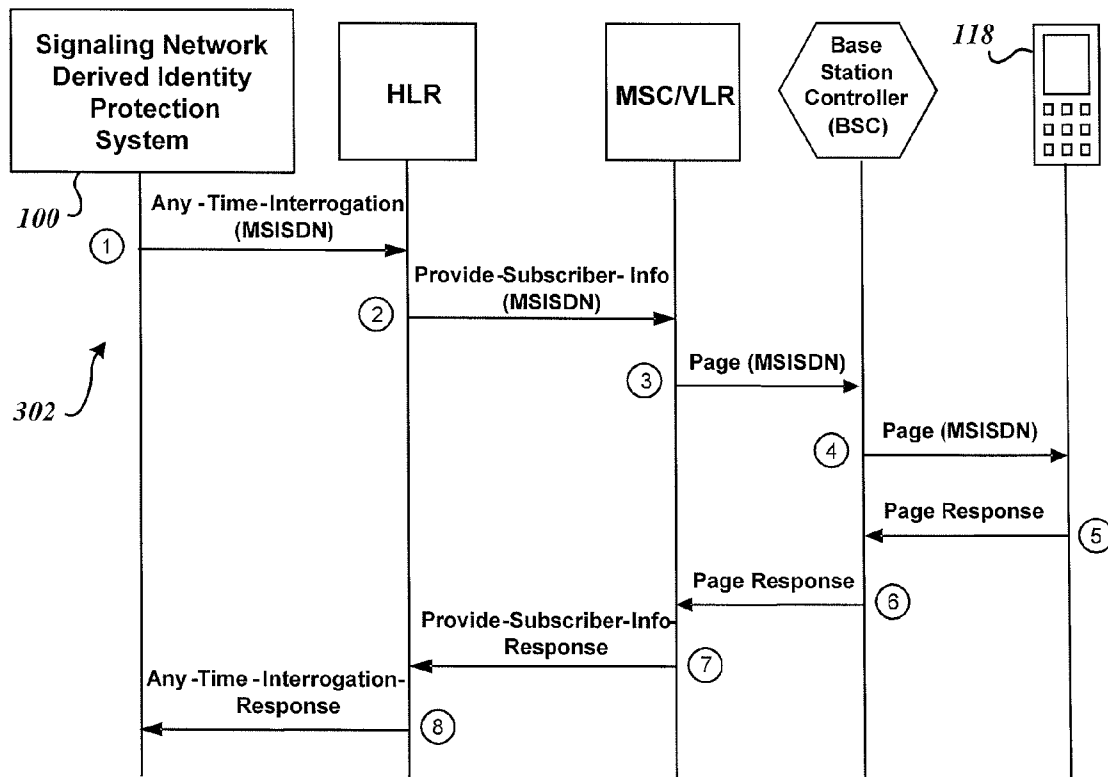 Signaling Network
Derived Identity
Protection
System
HLR
MSC/VLR
Base
Station
Controller
(BSC)
118
100
Any -Time-Interrogation
(MSISDN)
1
Provide-Subscriber-Info
(MSISDN)
2
302
Page (MSISDN)
3
Page (MSISDN)
4
Page Response
5
Page Response
6
Provide-Subscriber-Info-
Response
7
Any -Time-Interrogation-
Response
8